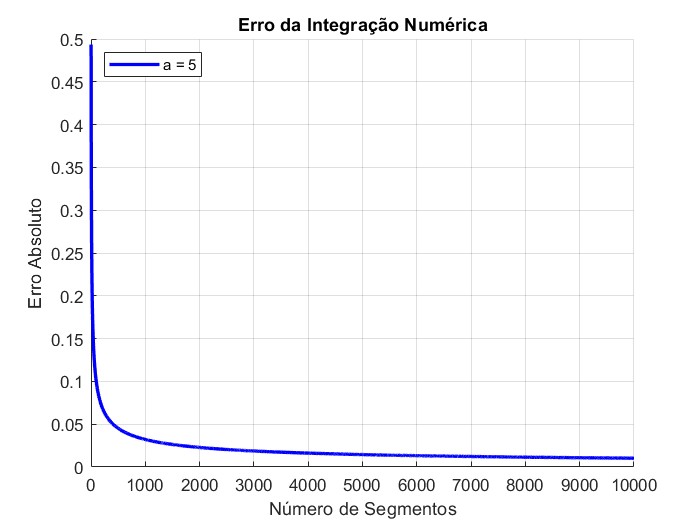 Erro da Integração Numérica
a = 5
Erro Absoluto
0.5
0.45
0.4
0.35
0.3
0.25
0.2
0.15
0.1
0.05
0
0 1000 2000 3000 4000 5000 6000 7000 8000 9000 10000
Número de Segmentos